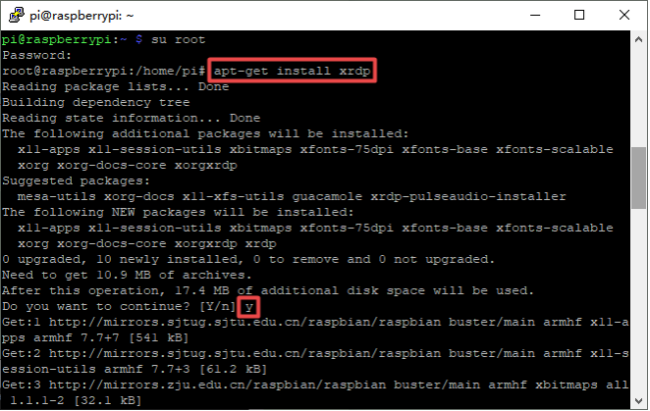 pi@raspberrypi: ~
pi@raspberrypi:~ $ su root
Password:
root@raspberrypi:/home/pi# apt-get install xrdp
Reading package lists... Done
Building dependency tree
Reading state information... Done
The following additional packages will be installed:
x11-apps x11-session-utils xbitmaps xfonts-75dpi xfonts-base xfonts-scalable
xorg xorg-docs-core xorgxrdp
Suggested packages:
mesa-utils xorg-docs x11-xfs-utils guacamole xrdp-pulseaudio-installer
The following NEW packages will be installed:
x11-apps x11-session-utils xbitmaps xfonts-75dpi xfonts-base xfonts-scalable
xorg xorg-docs-core xorgxrdp xrdp
0 upgraded, 10 newly installed, 0 to remove and 0 not upgraded.
Need to get 10.9 MB of archives.
After this operation, 17.4 MB of additional disk space will be used.
Do you want to continue? [Y/n] y
Get:1 http://mirrors.sjtug.sjtu.edu.cn/raspbian/raspbian buster/main armhf x11-a
pps armhf 7.7+7 [541 kB]
Get:2 http://mirrors.sjtug.sjtu.edu.cn/raspbian/raspbian buster/main armhf x11-s
ession-utils armhf 7.7+3 [61.2 kB]
Get:3 http://mirrors.zju.edu.cn/raspbian/raspbian buster/main armhf xbitmaps all
1.1.1-2 [32.1 kB]